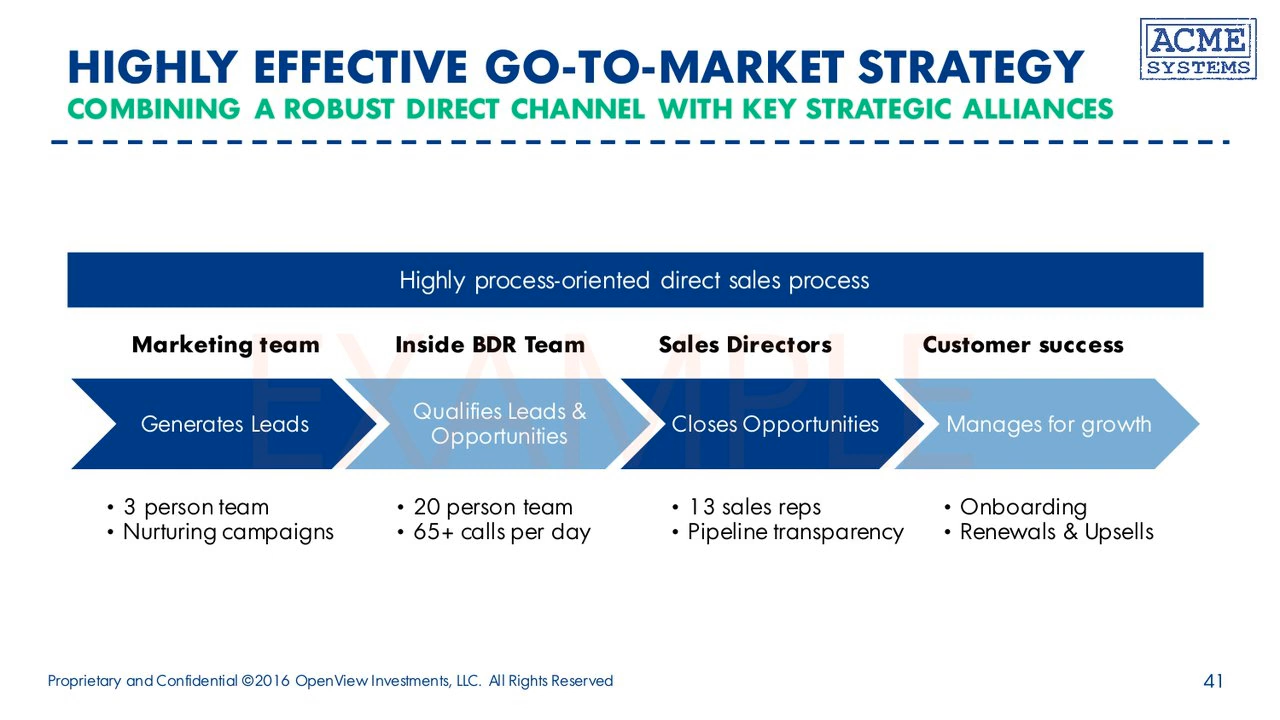 HIGHLY EFFECTIVE GO-TO-MARKET STRATEGY
COMBINING A ROBUST DIRECT CHANNEL WITH KEY STRATEGIC ALLIANCES
ACME
SYSTEMS
Highly process-oriented direct sales process
Marketing team
Inside BDR Team
Sales Directors
Customer success
EXAMPLE
Generates Leads
Qualifies Leads &
Opportunities
Closes Opportunities
Manages for growth
• 3 person team
• Nurturing campaigns
• 20 person team
• 65+ calls per day
• 13 sales reps
• Pipeline transparency
• Onboarding
• Renewals & Upsells
Proprietary and Confidential ©2016 OpenView Investments, LLC. All Rights Reserved
41